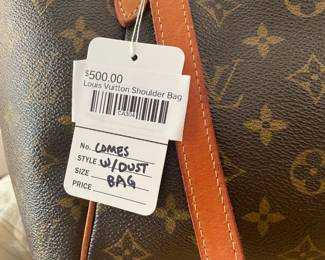 $500.00
Louis Vuitton Shoulder Bag
No. COMES
STYLE W/DUST
SIZE BAG
PRICE